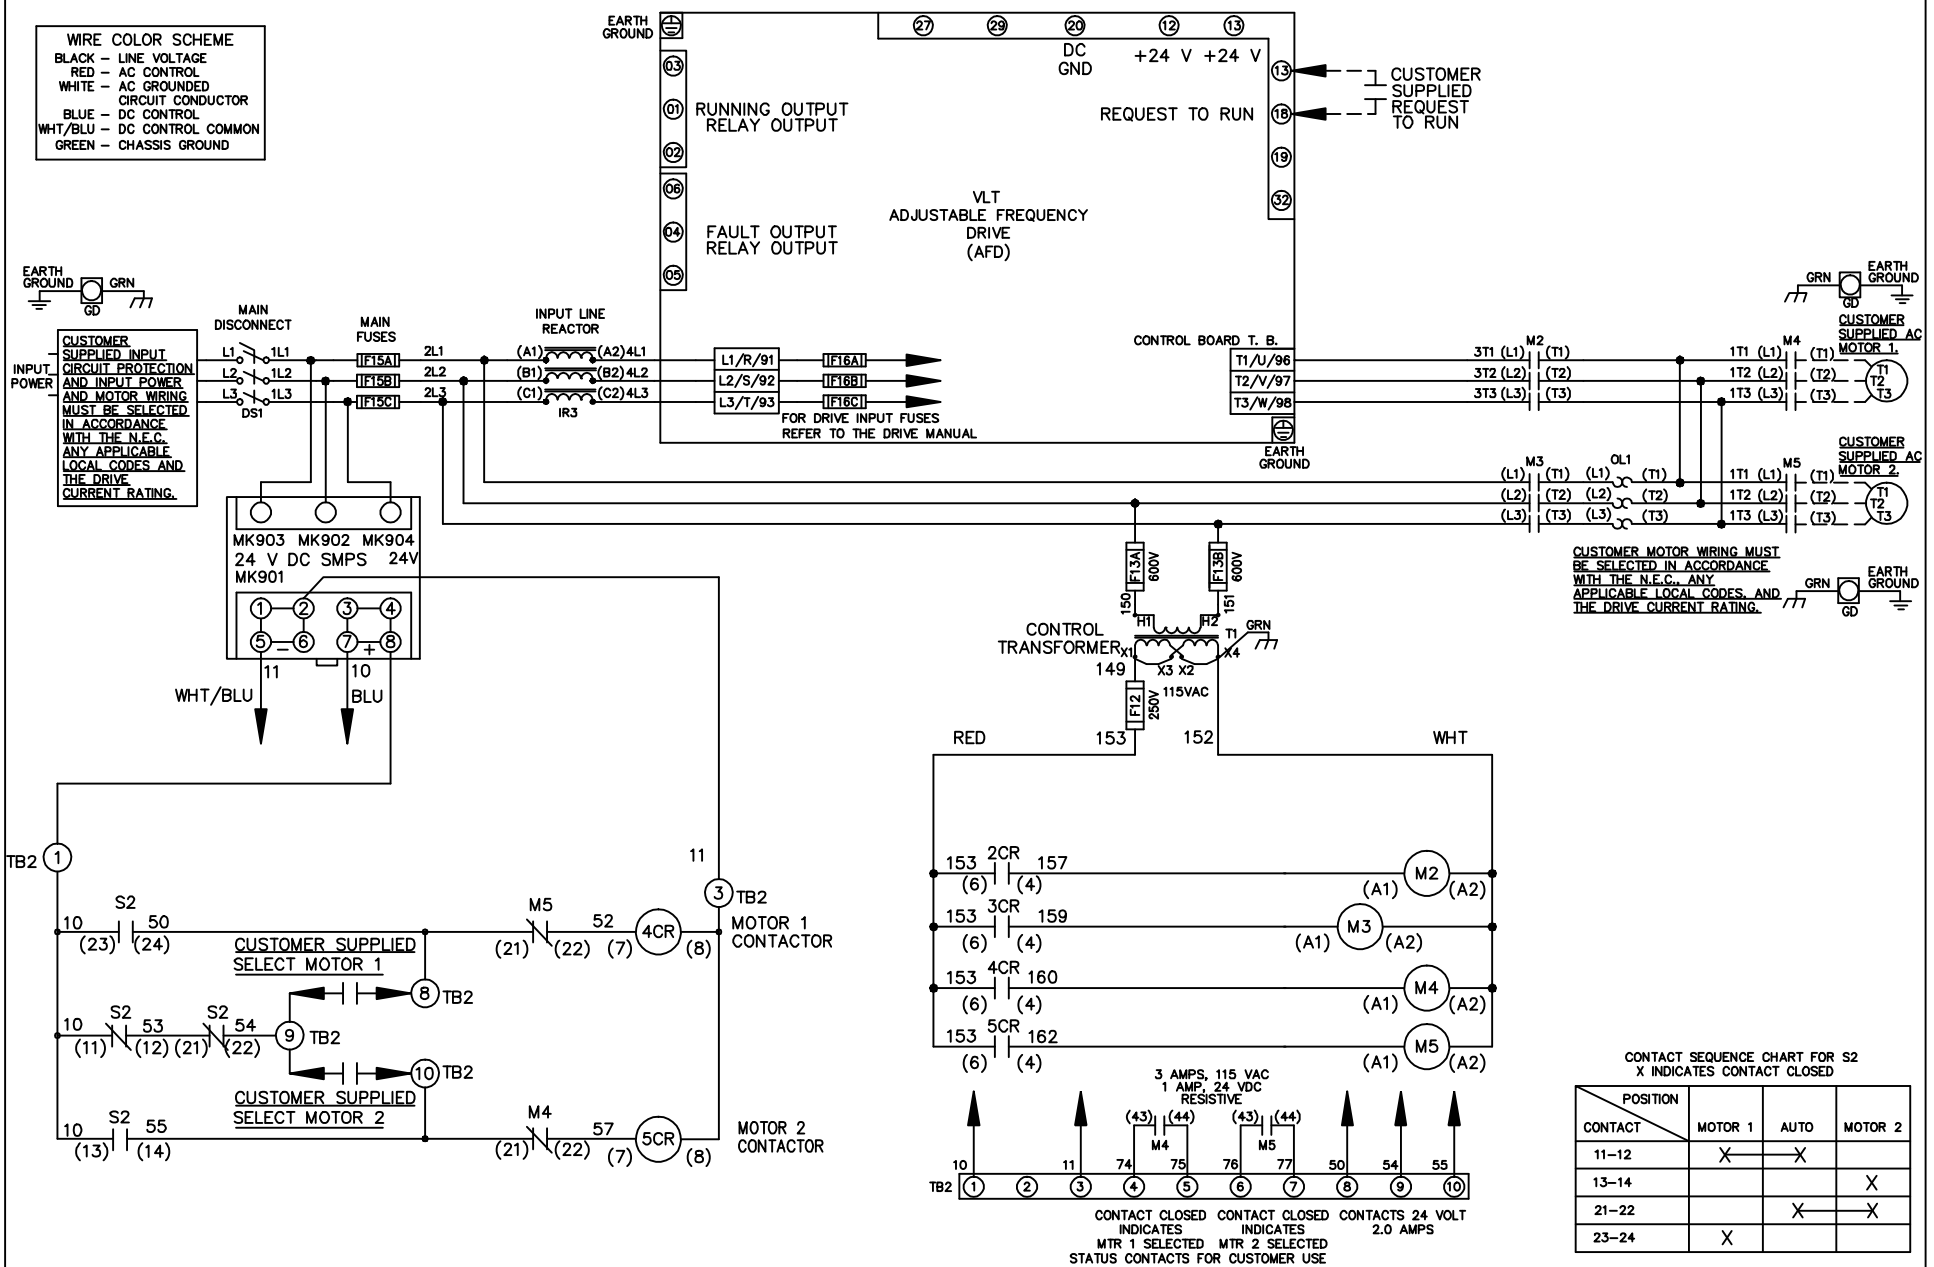 WIRE COLOR SCHEME
BLACK – LINE VOLTAGE
RED – AC CONTROL
WHITE – AC GROUNDED
CIRCUIT CONDUCTOR
BLUE – DC CONTROL
WHT/BLU – DC CONTROL COMMON
GREEN – CHASSIS GROUND
EARTH
GROUND
27 29 20 12 13
DC
GND
+24 V +24 V
03
01
02
RUNNING OUTPUT
RELAY OUTPUT
06
04
05
FAULT OUTPUT
RELAY OUTPUT
13
18
19
32
REQUEST TO RUN
CUSTOMER
SUPPLIED
REQUEST
TO RUN
VLT
ADJUSTABLE FREQUENCY
DRIVE
(AFD)
EARTH
GROUND
GRN
GD
INPUT
POWER
CUSTOMER
SUPPLIED INPUT
CIRCUIT PROTECTION
AND INPUT POWER
AND MOTOR WIRING
MUST BE SELECTED
IN ACCORDANCE
WITH THE N.E.C.
ANY APPLICABLE
LOCAL CODES AND
THE DRIVE
CURRENT RATING.
MAIN
DISCONNECT
L1 1L1
L2 1L2
L3 1L3
DS1
MAIN
FUSES
F15A 2L1
F15B 2L2
F15C 2L3
INPUT LINE
REACTOR
(A1) (A2) 4L1
(B1) (B2) 4L2
(C1) (C2) 4L3
IR3
L1/R/91 F16A
L2/S/92 F16B
L3/T/93 F16C
FOR DRIVE INPUT FUSES
REFER TO THE DRIVE MANUAL
CONTROL BOARD T. B.
T1/U/96
T2/V/97
T3/W/98
EARTH
GROUND
M2
3T1 (L1) (T1)
3T2 (L2) (T2)
3T3 (L3) (T3)
M4
1T1 (L1) (T1)
1T2 (L2) (T2)
1T3 (L3) (T3)
T1
T2
T3
GRN
GD
EARTH
GROUND
CUSTOMER
SUPPLIED AC
MOTOR 1.
M3 OL1
(L1) (T1) (L1) (T1)
(L2) (T2) (L2) (T2)
(L3) (T3) (L3) (T3)
M5
1T1 (L1) (T1)
1T2 (L2) (T2)
1T3 (L3) (T3)
T1
T2
T3
CUSTOMER
SUPPLIED AC
MOTOR 2.
CUSTOMER MOTOR WIRING MUST
BE SELECTED IN ACCORDANCE
WITH THE N.E.C., ANY
APPLICABLE LOCAL CODES, AND
THE DRIVE CURRENT RATING.
GRN
GD
EARTH
GROUND
MK903 MK902 MK904
24 V DC SMPS 24V
MK901
1 2 3 4
5 – 6 7 + 8
11 10
WHT/BLU BLU
F13A 600V
F13B 600V
150 151
H1 H2
CONTROL
TRANSFORMER
T1 GRN
X1 X3 X2 X4
149
115VAC
F12 250V
153 152
RED WHT
TB2 1
11
3 TB2
10 S2 50
(23) (24)
M5 52
(21) (22) (7) 4CR (8)
MOTOR 1
CONTACTOR
CUSTOMER SUPPLIED
SELECT MOTOR 1
8 TB2
10 S2 53 S2 54
(11) (12) (21) (22)
9 TB2
10 TB2
CUSTOMER SUPPLIED
SELECT MOTOR 2
10 S2 55
(13) (14)
M4 57
(21) (22) (7) 5CR (8)
MOTOR 2
CONTACTOR
153 2CR 157
(6) (4) (A1) M2 (A2)
153 3CR 159
(6) (4) (A1) M3 (A2)
153 4CR 160
(6) (4) (A1) M4 (A2)
153 5CR 162
(6) (4) (A1) M5 (A2)
3 AMPS, 115 VAC
1 AMP, 24 VDC
RESISTIVE
(43) (44) (43) (44)
M4 M5
10 11 74 75 76 77 50 54 55
TB2 1 2 3 4 5 6 7 8 9 10
CONTACT CLOSED
INDICATES
MTR 1 SELECTED
CONTACT CLOSED
INDICATES
MTR 2 SELECTED
STATUS CONTACTS FOR CUSTOMER USE
CONTACTS 24 VOLT
2.0 AMPS
CONTACT SEQUENCE CHART FOR S2
X INDICATES CONTACT CLOSED
POSITION
CONTACT MOTOR 1 AUTO MOTOR 2
11–12 X X
13–14 X
21–22 X X
23–24 X